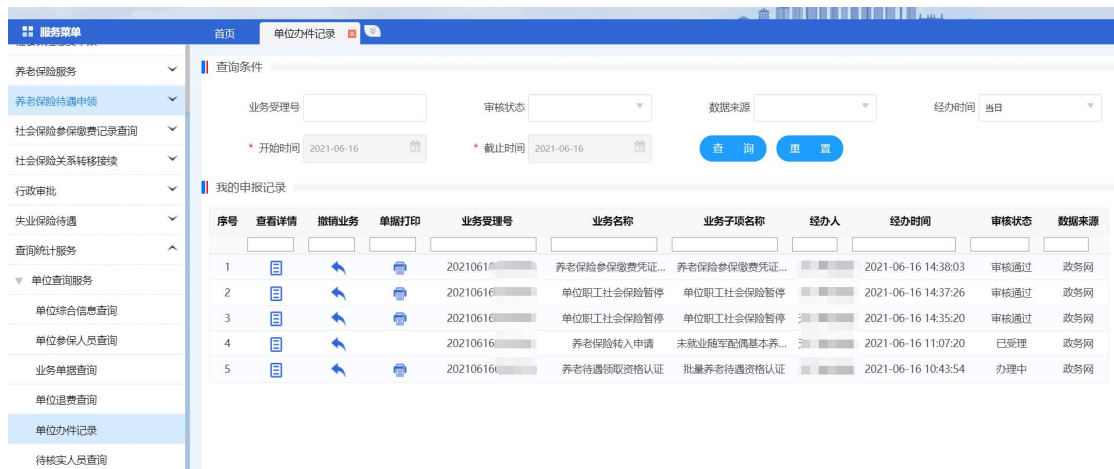 服务菜单
首页
单位办件记录
养老保险服务
养老保险待遇申领
社会保险参保缴费记录查询
社会保险关系转移接续
行政审批
失业保险待遇
查询统计服务
单位查询服务
单位综合信息查询
单位参保人员查询
业务单据查询
单位退费查询
单位办件记录
待核实人员查询
查询条件
业务受理号 审核状态 数据来源 经办时间 当日
* 开始时间 2021-06-16 * 截止时间 2021-06-16 查 询 重 置
我的申报记录
序号 查看详情 撤销业务 单据打印 业务受理号 业务名称 业务子项名称 经办人 经办时间 审核状态 数据来源
1 2021061 养老保险参保缴费凭证... 养老保险参保缴费凭证... 2021-06-16 14:38:03 审核通过 政务网
2 20210616 单位职工社会保险暂停 单位职工社会保险暂停 2021-06-16 14:37:26 审核通过 政务网
3 20210616 单位职工社会保险暂停 单位职工社会保险暂停 2021-06-16 14:35:20 审核通过 政务网
4 20210616 养老保险转入申请 未就业随军配偶基本养... 2021-06-16 11:07:20 已受理 政务网
5 20210616 养老待遇领取资格认证 批量养老待遇资格认证 2021-06-16 10:43:54 办理中 政务网